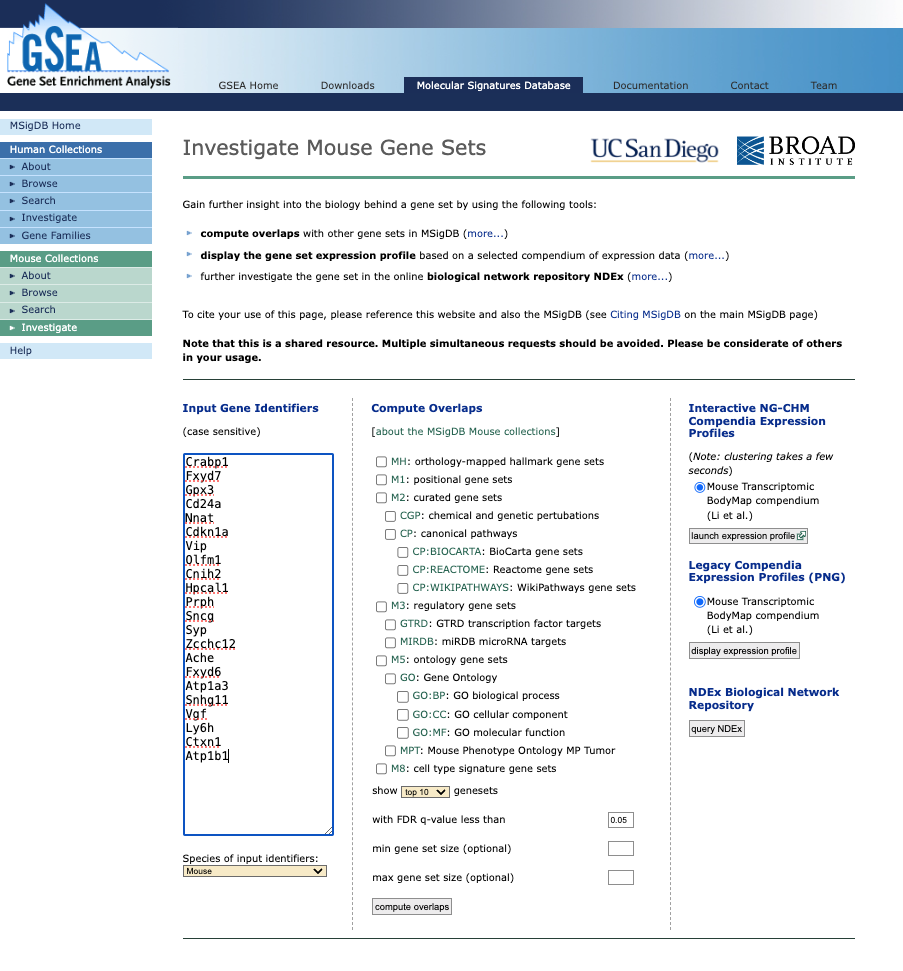 GSEA
Gene Set Enrichment Analysis
GSEA Home
Downloads
Molecular Signatures Database
Documentation
Contact
Team
MSigDB Home
Human Collections
► About
► Browse
► Search
► Investigate
► Gene Families
Mouse Collections
► About
► Browse
► Search
► Investigate
Help
Investigate Mouse Gene Sets
UC San Diego
BROAD
INSTITUTE
Gain further insight into the biology behind a gene set by using the following tools:
► compute overlaps with other gene sets in MSigDB (more...)
► display the gene set expression profile based on a selected compendium of expression data (more...)
► further investigate the gene set in the online biological network repository NDEx (more...)
To cite your use of this page, please reference this website and also the MSigDB (see Citing MSigDB on the main MSigDB page)
Note that this is a shared resource. Multiple simultaneous requests should be avoided. Please be considerate of others
in your usage.
Input Gene Identifiers
(case sensitive)
Crabp1
Fxyd7
Gpx3
Cd24a
Nnat
Cdkn1a
Vip
Olfm1
Cnih2
Hpcal1
Prph
Sncg
Syp
Zcchc12
Ache
Fxyd6
Atp1a3
Snhg11
Vgf
Ly6h
Ctxn1
Atp1b1
Species of input identifiers:
Mouse
Compute Overlaps
[about the MSigDB Mouse collections]
MH: orthology-mapped hallmark gene sets
M1: positional gene sets
M2: curated gene sets
CGP: chemical and genetic pertubations
CP: canonical pathways
CP:BIOCARTA: BioCarta gene sets
CP:REACTOME: Reactome gene sets
CP:WIKIPATHWAYS: WikiPathways gene sets
M3: regulatory gene sets
GTRD: GTRD transcription factor targets
MIRDB: miRDB microRNA targets
M5: ontology gene sets
GO: Gene Ontology
GO:BP: GO biological process
GO:CC: GO cellular component
GO:MF: GO molecular function
MPT: Mouse Phenotype Ontology MP Tumor
M8: cell type signature gene sets
show top 10 genesets
with FDR q-value less than 0.05
min gene set size (optional)
max gene set size (optional)
compute overlaps
Interactive NG-CHM
Compendia Expression
Profiles
(Note: clustering takes a few
seconds)
Mouse Transcriptomic
BodyMap compendium
(Li et al.)
launch expression profile
Legacy Compendia
Expression Profiles (PNG)
Mouse Transcriptomic
BodyMap compendium
(Li et al.)
display expression profile
NDEx Biological Network
Repository
query NDEx